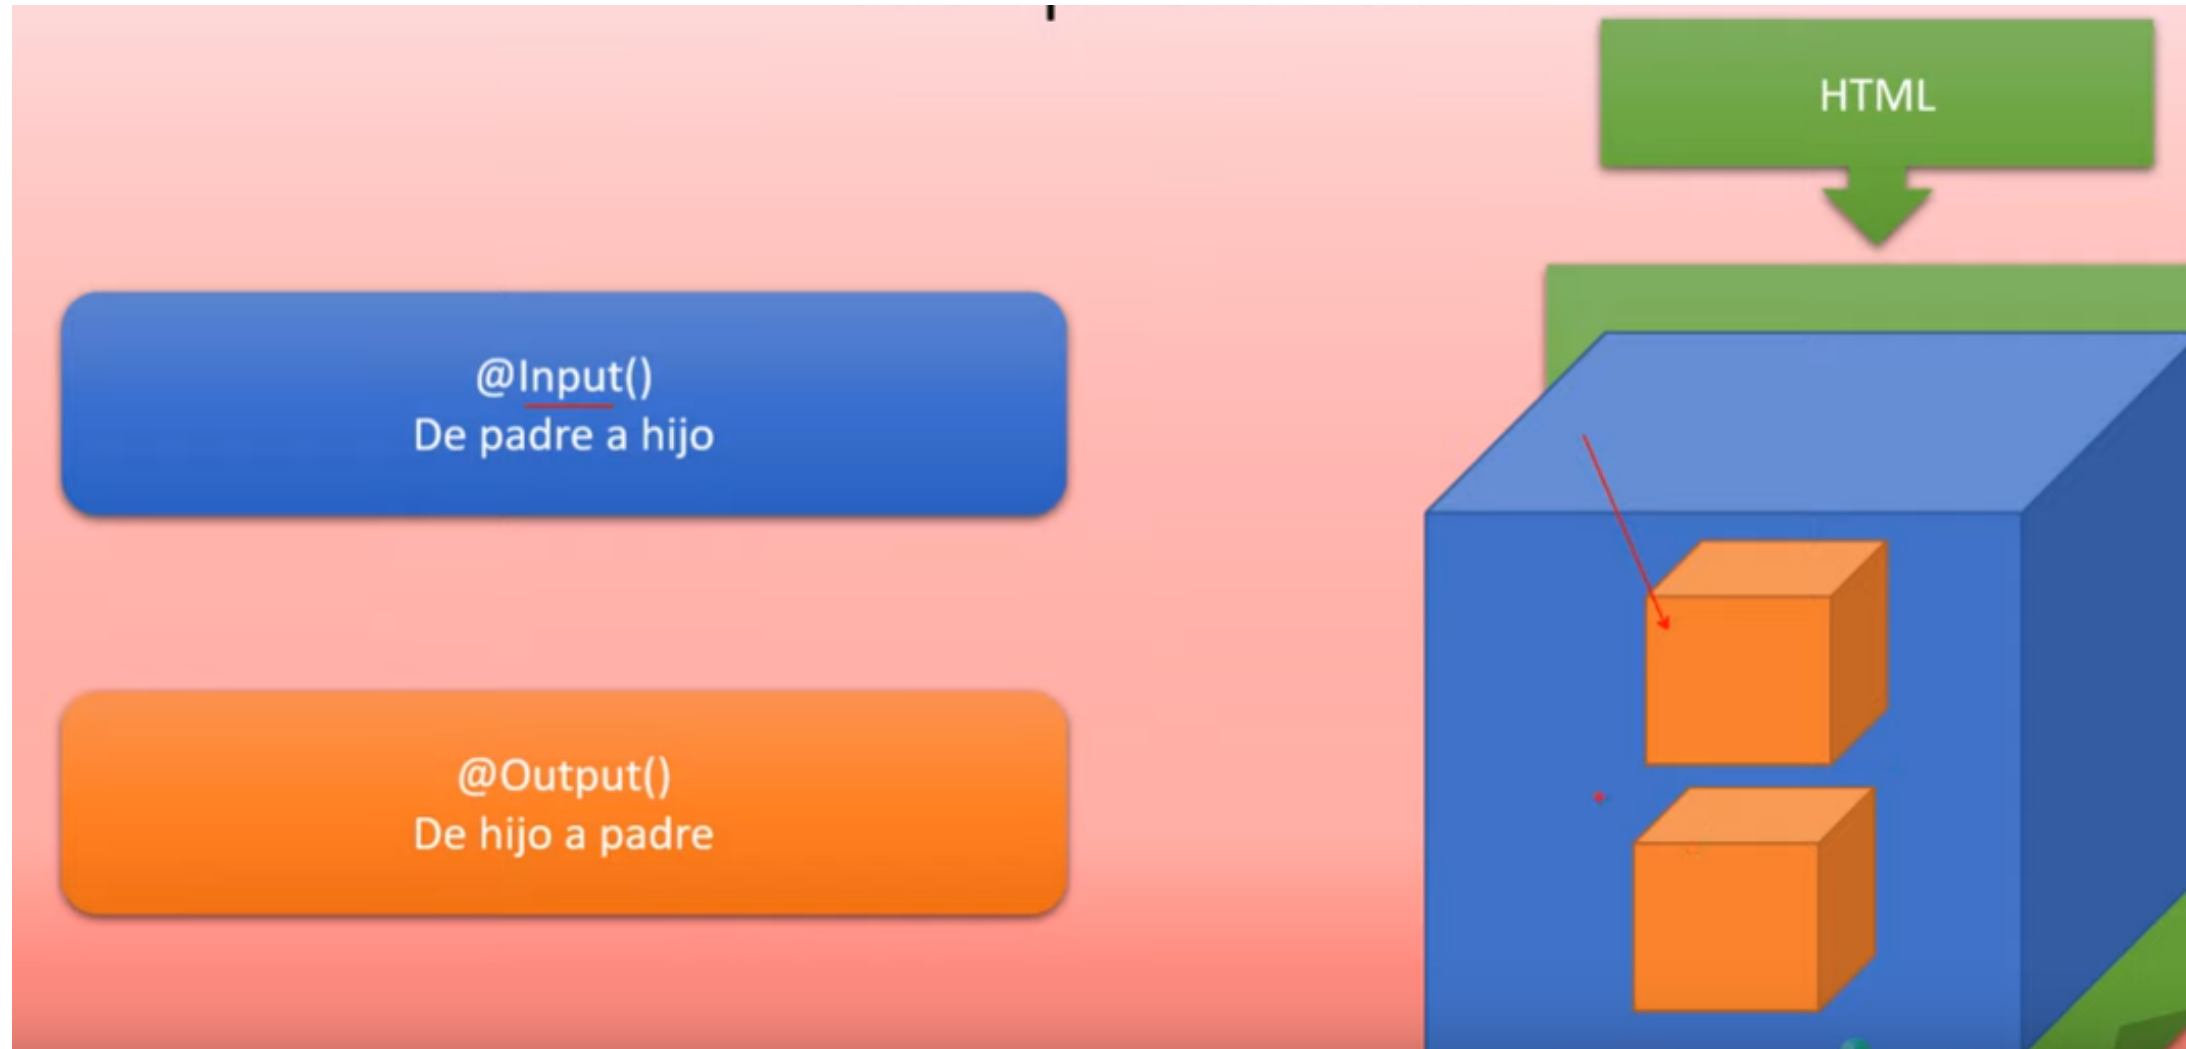 HTML
@Input()
De padre a hijo
@Output()
De hijo a padre